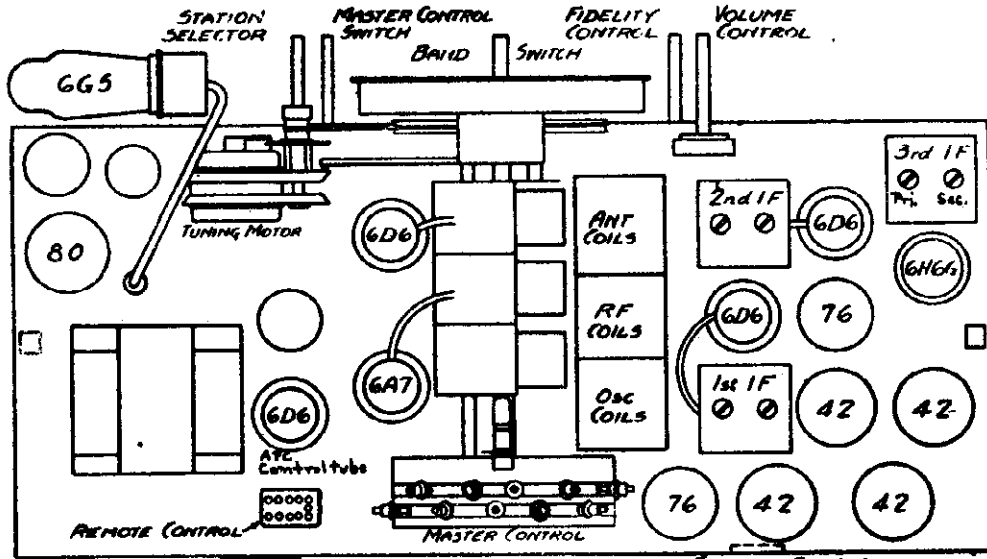 STATION
SELECTOR
MASTER CONTROL
SWITCH
BAND SWITCH
FIDELITY
CONTROL
VOLUME
CONTROL
6G5
3rd IF
Pri. Sec.
2nd IF
6D6
6D6
ANT
COILS
80
TUNING MOTOR
6H6G
6D6
76
RF
COILS
6A7
1st IF
6D6
OSC
COILS
42
42
AFC
Control tube
76
42
42
REMOTE CONTROL
MASTER CONTROL